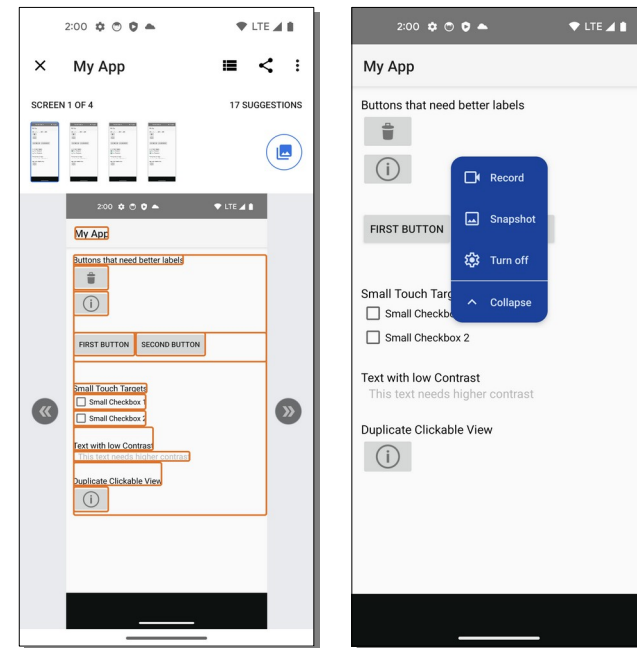 2:00 LTE
My App
SCREEN 1 OF 4 17 SUGGESTIONS
2:00 LTE
My App
Buttons that need better labels
FIRST BUTTON SECOND BUTTON
Small Touch Targets
Small Checkbox 1
Small Checkbox 2
Text with low Contrast
This text needs higher contrast
Duplicate Clickable View
2:00 LTE
My App
Buttons that need better labels
Record
Snapshot
FIRST BUTTON
Turn off
Collapse
Small Touch Targ
Small Checkbo
Small Checkbox 2
Text with low Contrast
This text needs higher contrast
Duplicate Clickable View